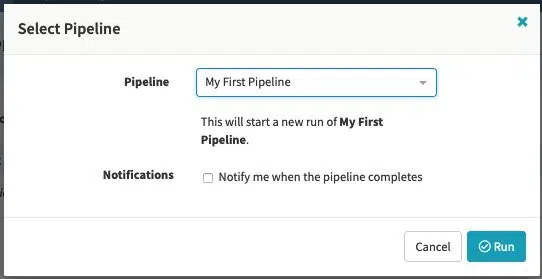 Select Pipeline
Pipeline
My First Pipeline
This will start a new run of My First
Pipeline.
Notifications
Notify me when the pipeline completes
Cancel
Run